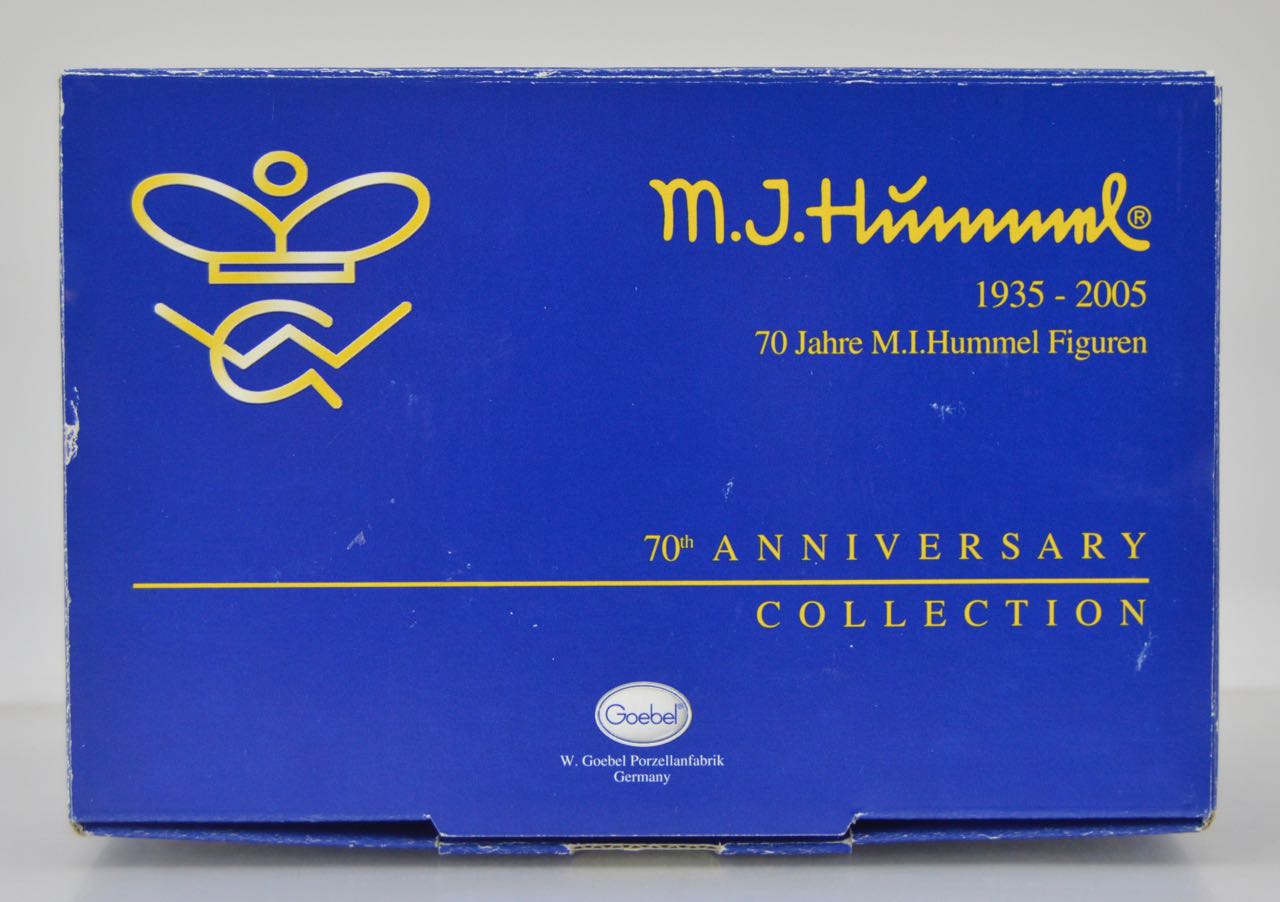 M.J.Hummel®
1935 - 2005
70 Jahre M.I.Hummel Figuren
70th ANNIVERSARY
COLLECTION
Goebel®
W. Goebel Porzellanfabrik
Germany